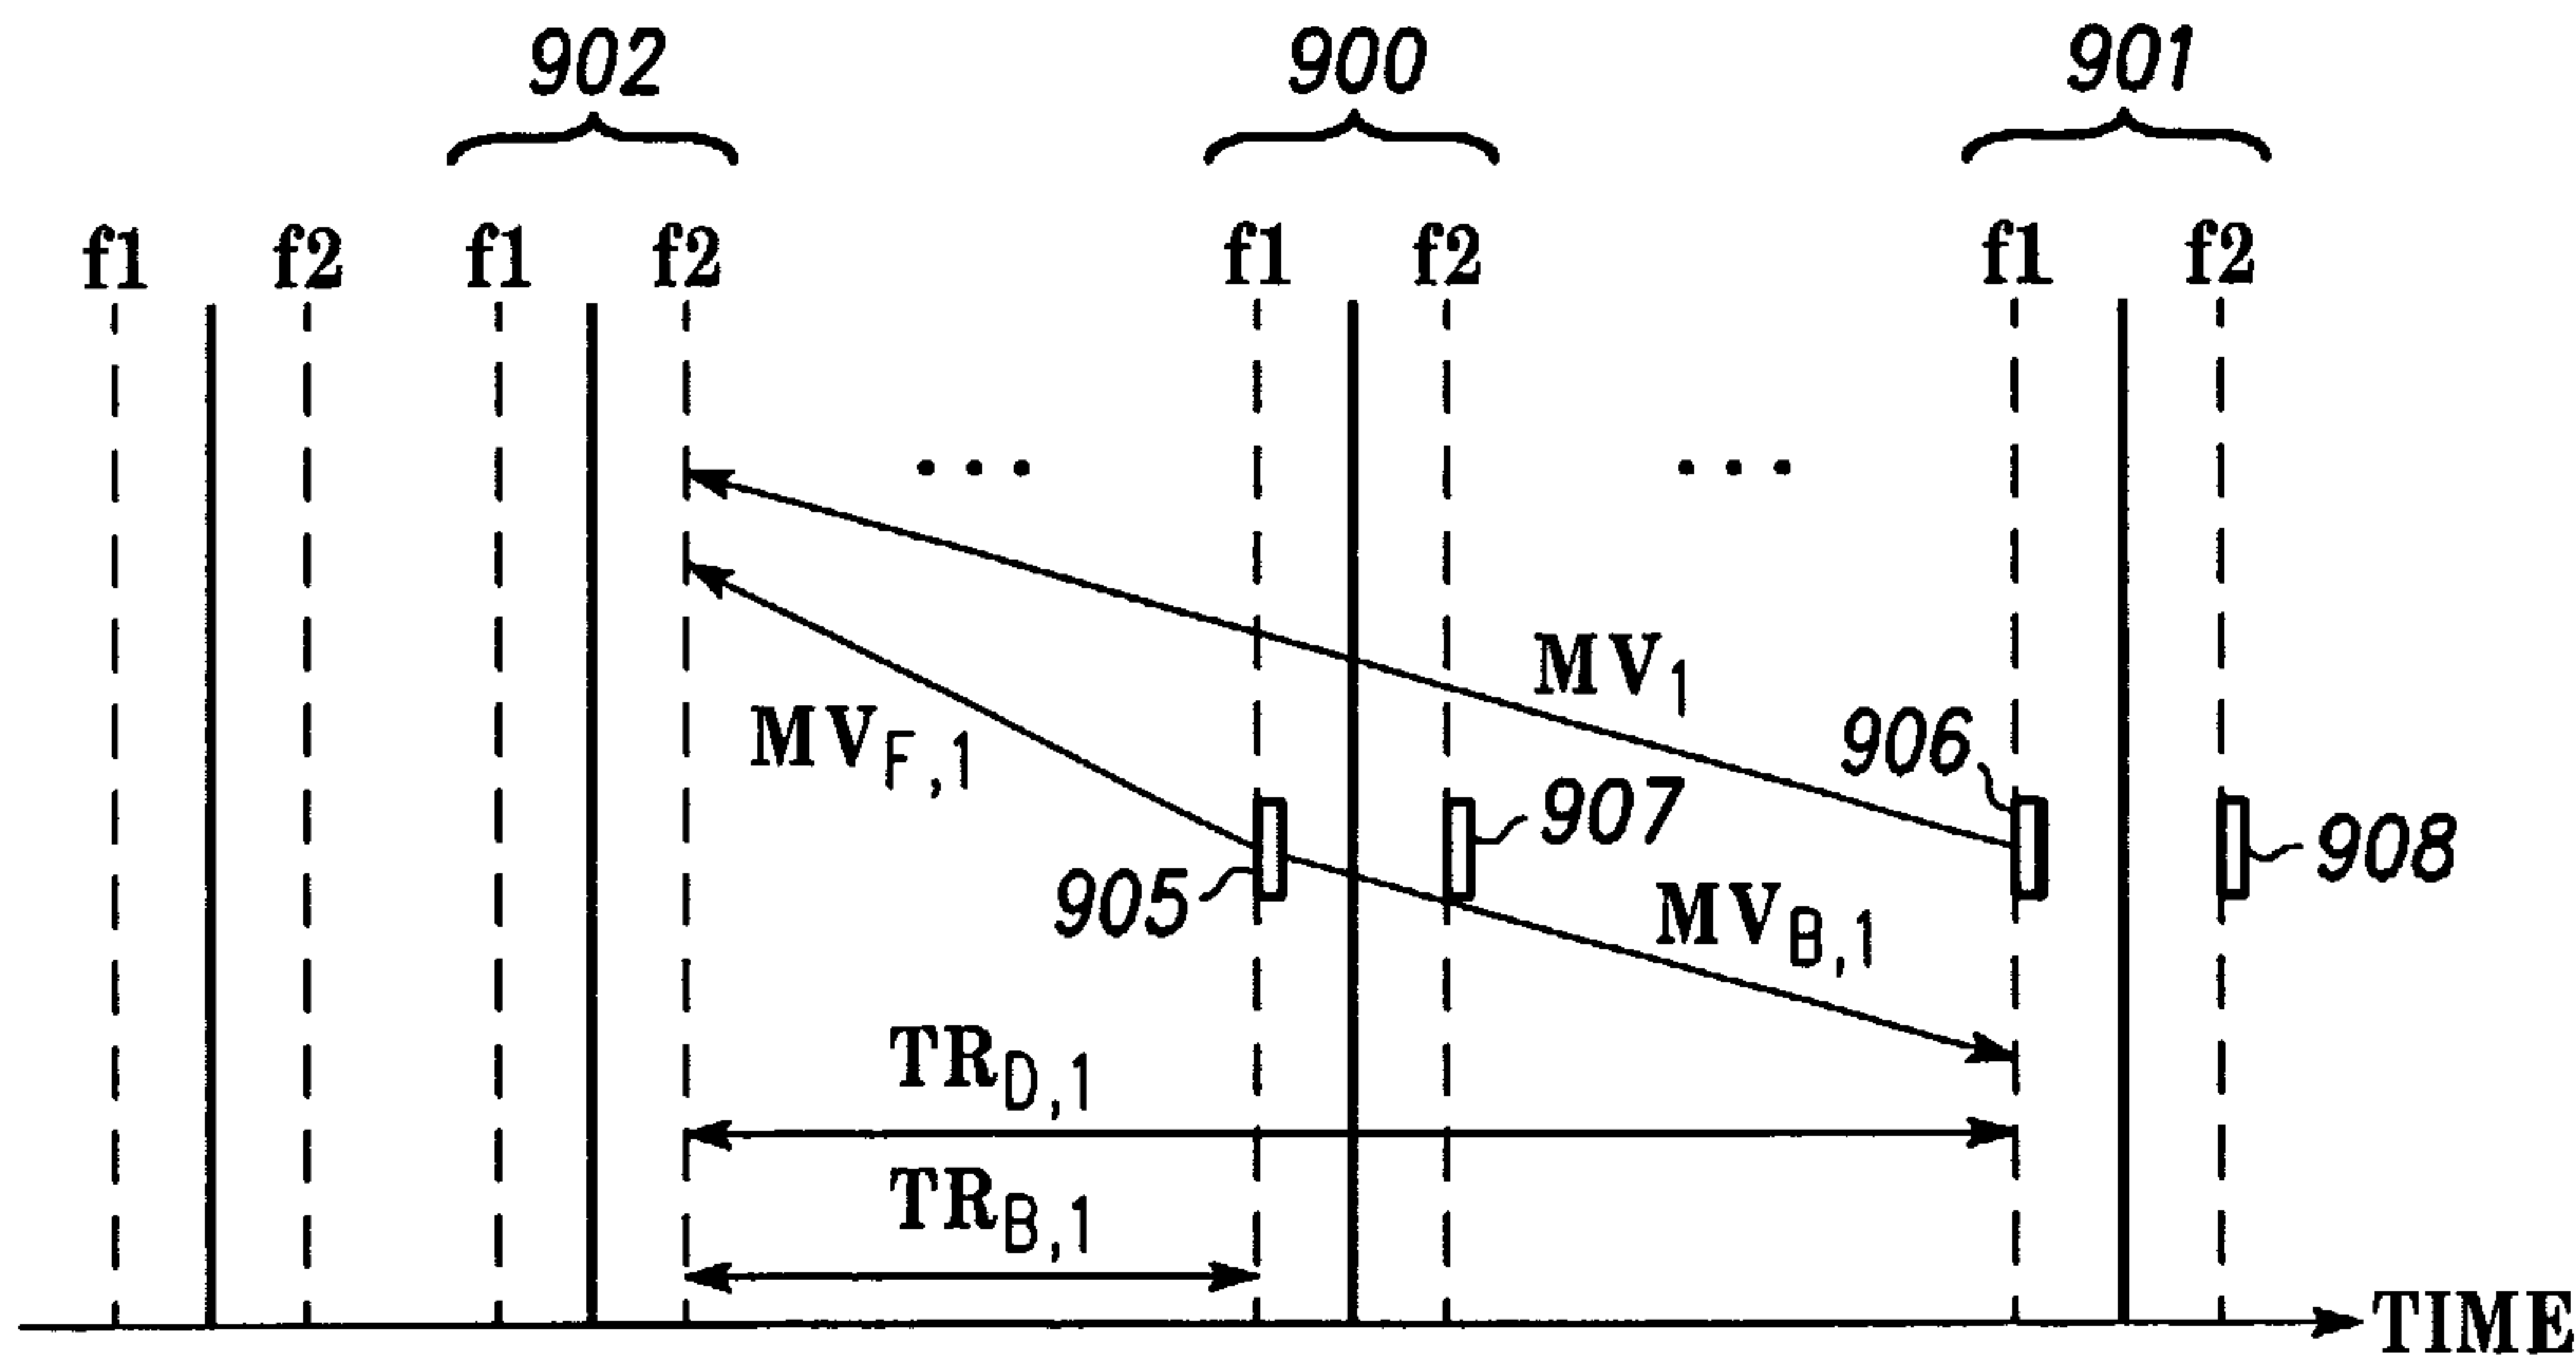 902 900 901
f1 f2 f1 f2 f1 f2 f1 f2
. . . . . .
MV1
906
MVF,1
907
908
905
MVB,1
TRD,1
TRB,1
TIME